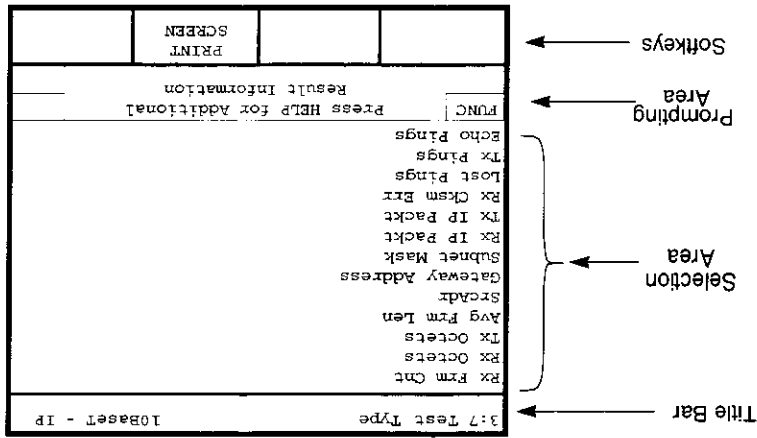 Title Bar
3:7 Test Type 10BaseT - IP
Selection
Area
Rx Frm Cnt
Rx Octets
Tx Octets
Avg Frm Len
SrcAdr
Gateway Address
Subnet Mask
Rx IP Packt
Tx IP Packt
Rx Cksm Err
Lost Pings
Tx Pings
Echo Pings
Prompting
Area
FUNC Press HELP for Additional
Result Information
Softkeys
PRINT
SCREEN